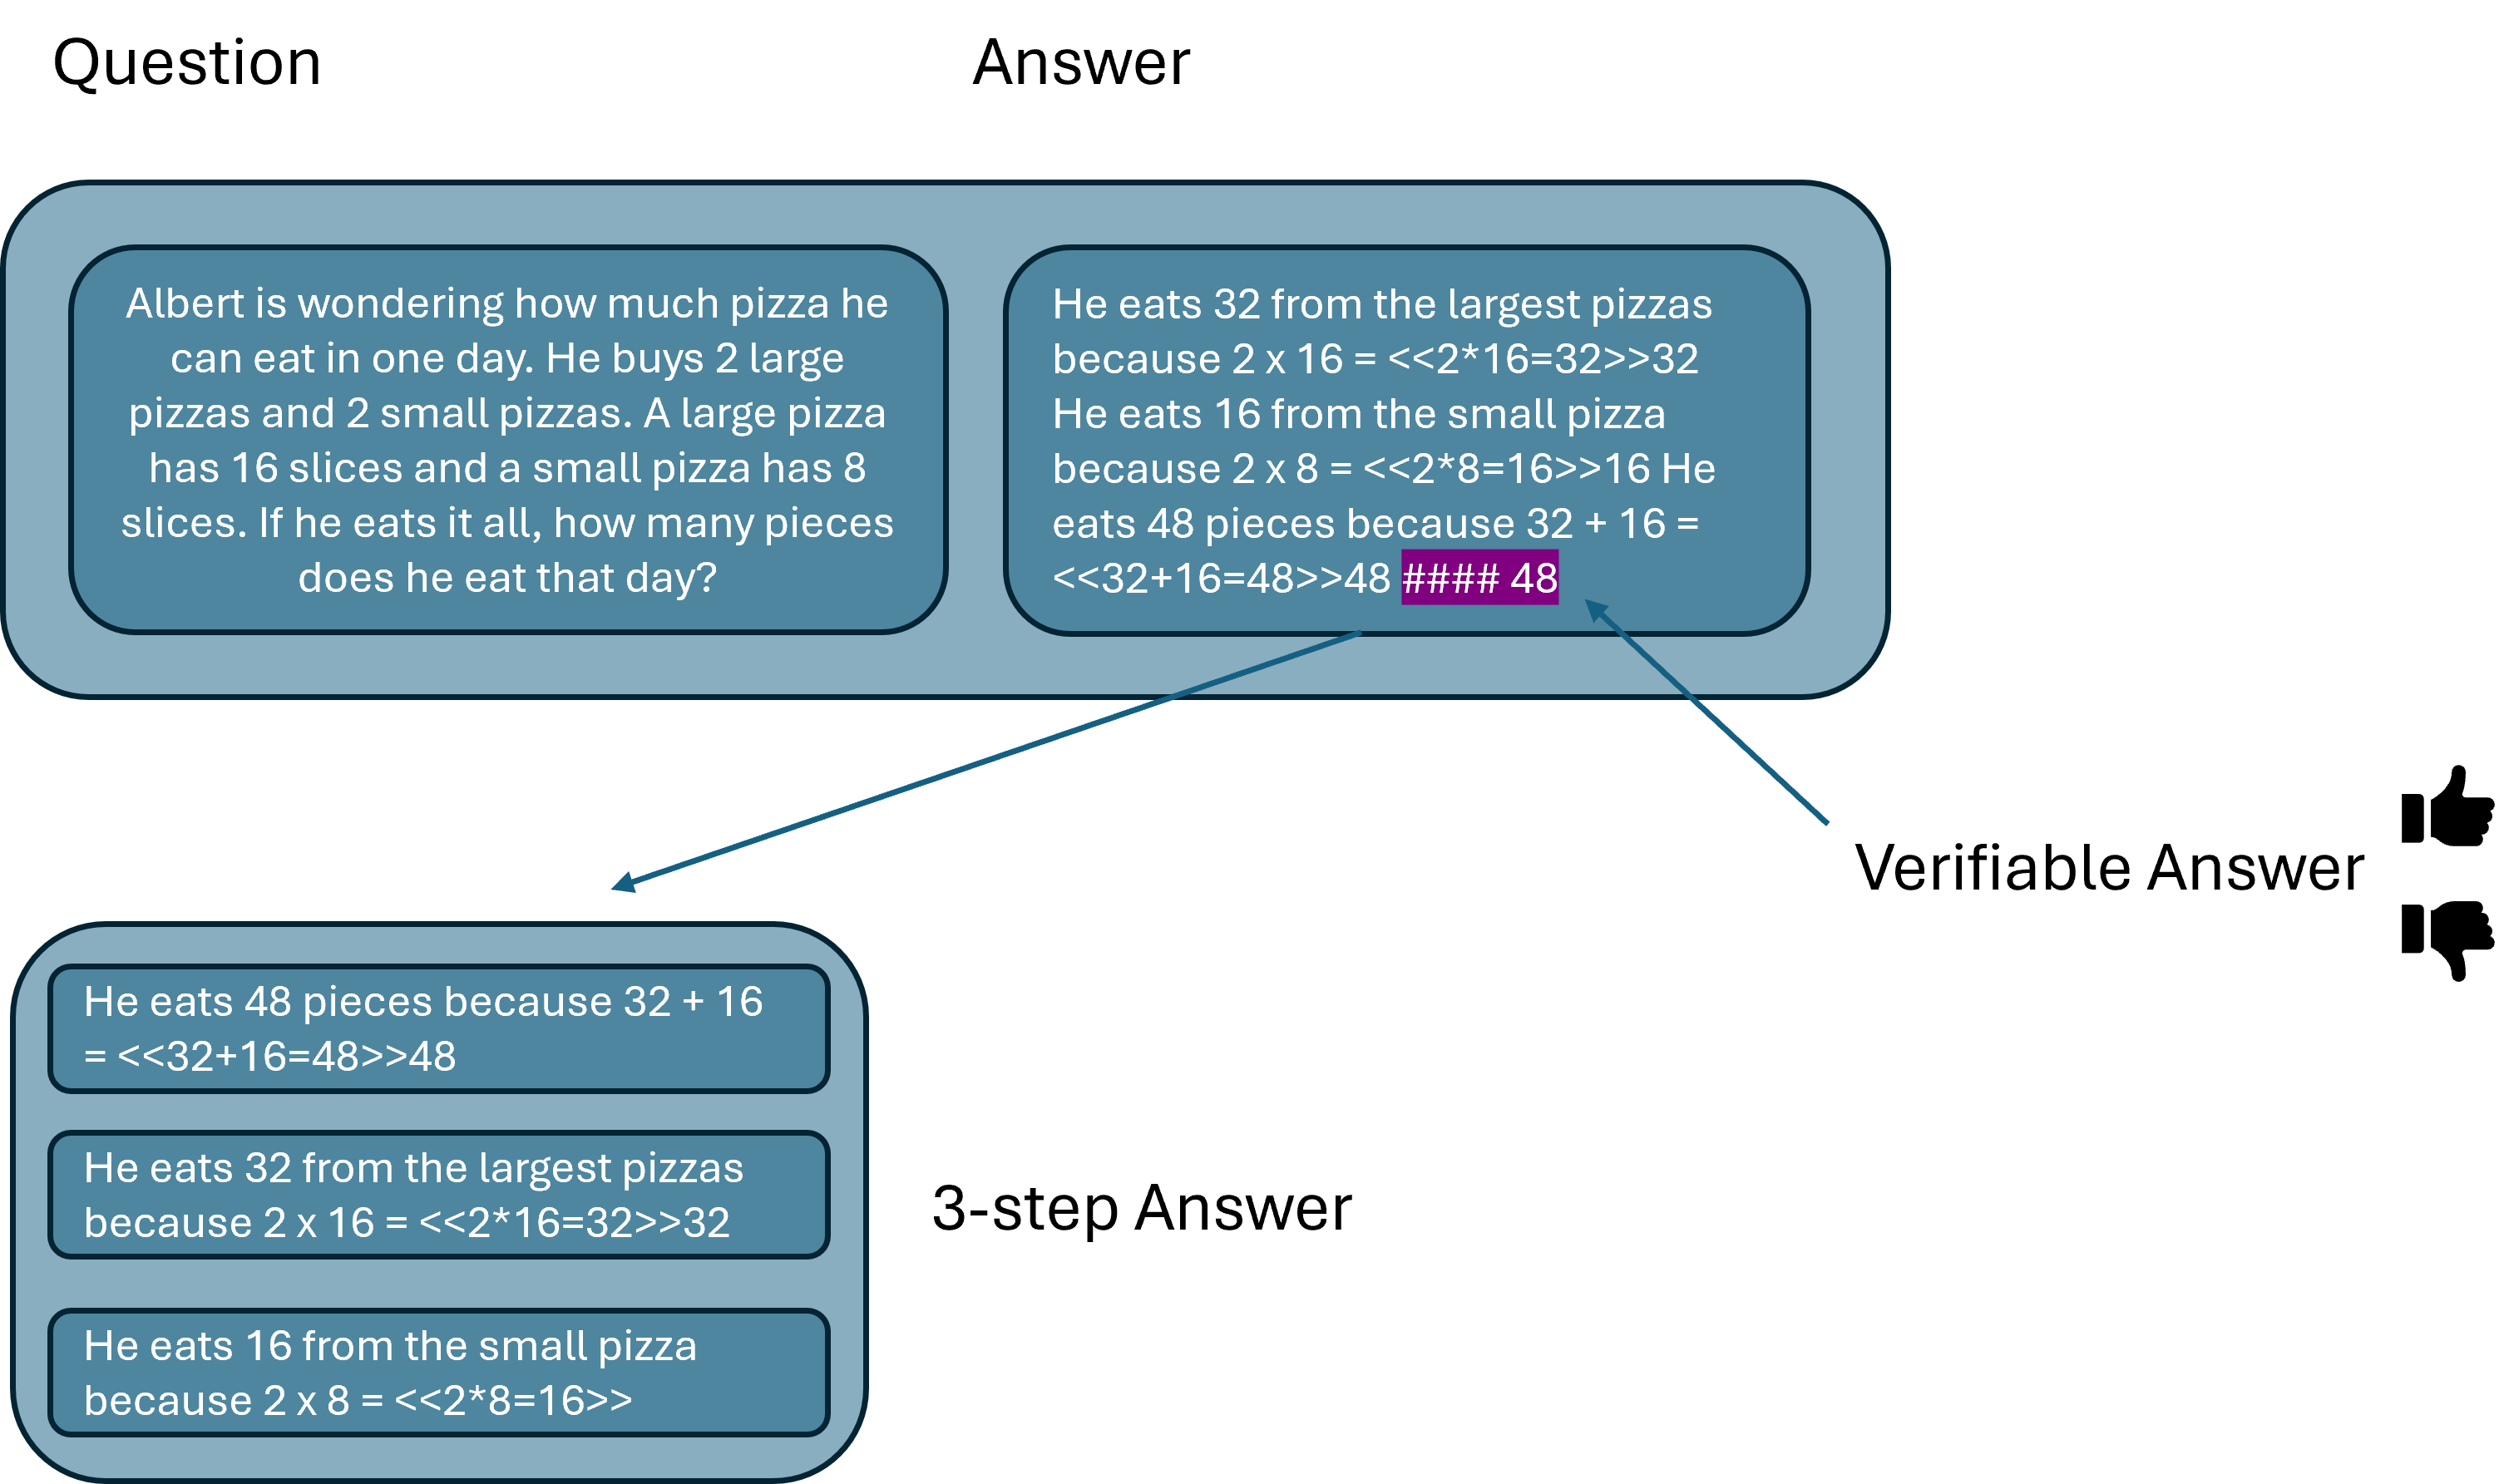 Question
Answer
Albert is wondering how much pizza he
can eat in one day. He buys 2 large
pizzas and 2 small pizzas. A large pizza
has 16 slices and a small pizza has 8
slices. If he eats it all, how many pieces
does he eat that day?
He eats 32 from the largest pizzas
because 2 x 16 = <<2*16=32>>32
He eats 16 from the small pizza
because 2 x 8 = <<2*8=16>>16 He
eats 48 pieces because 32 + 16 =
<<32+16=48>>48 #### 48
Verifiable Answer
He eats 48 pieces because 32 + 16
= <<32+16=48>>48
He eats 32 from the largest pizzas
because 2 x 16 = <<2*16=32>>32
3-step Answer
He eats 16 from the small pizza
because 2 x 8 = <<2*8=16>>